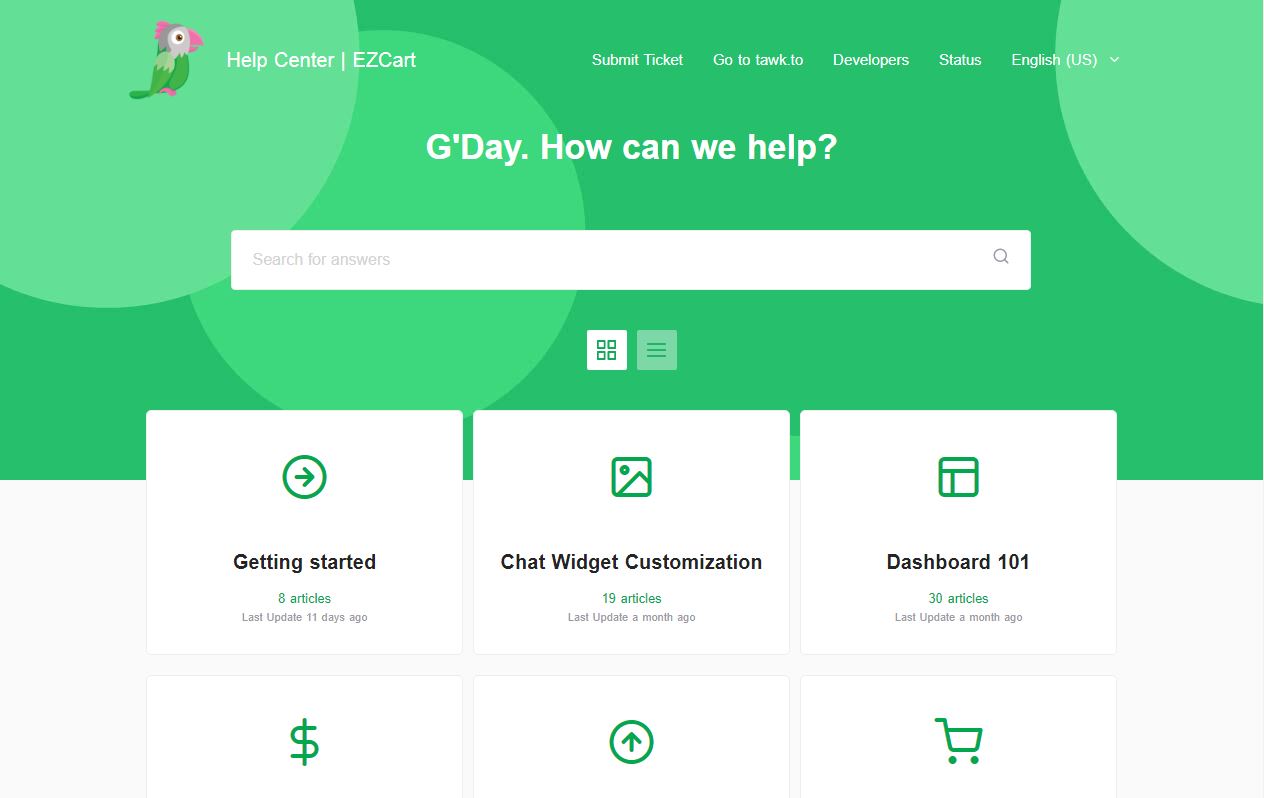 Help Center | EZCart
Submit Ticket Go to tawk.to Developers Status English (US)
G'Day. How can we help?
Search for answers
Getting started
8 articles
Last Update 11 days ago
Chat Widget Customization
19 articles
Last Update a month ago
Dashboard 101
30 articles
Last Update a month ago